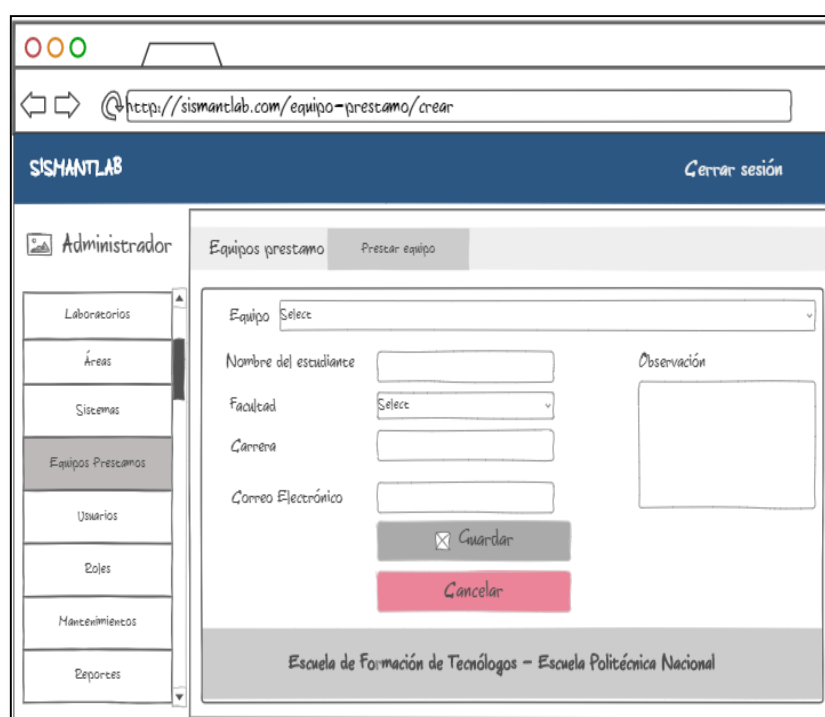 http://sismantlab.com/equipo-prestamo/crear
SISMANTLAB
Cerrar sesión
Administrador
Equipos prestamo
Prestar equipo
Laboratorios
Áreas
Sistemas
Equipos Prestamos
Usuarios
Roles
Mantenimientos
Reportes
Equipo
Select
Nombre del estudiante
Observación
Facultad
Select
Carrera
Correo Electrónico
Guardar
Cancelar
Escuela de Formación de Tecnólogos - Escuela Politécnica Nacional